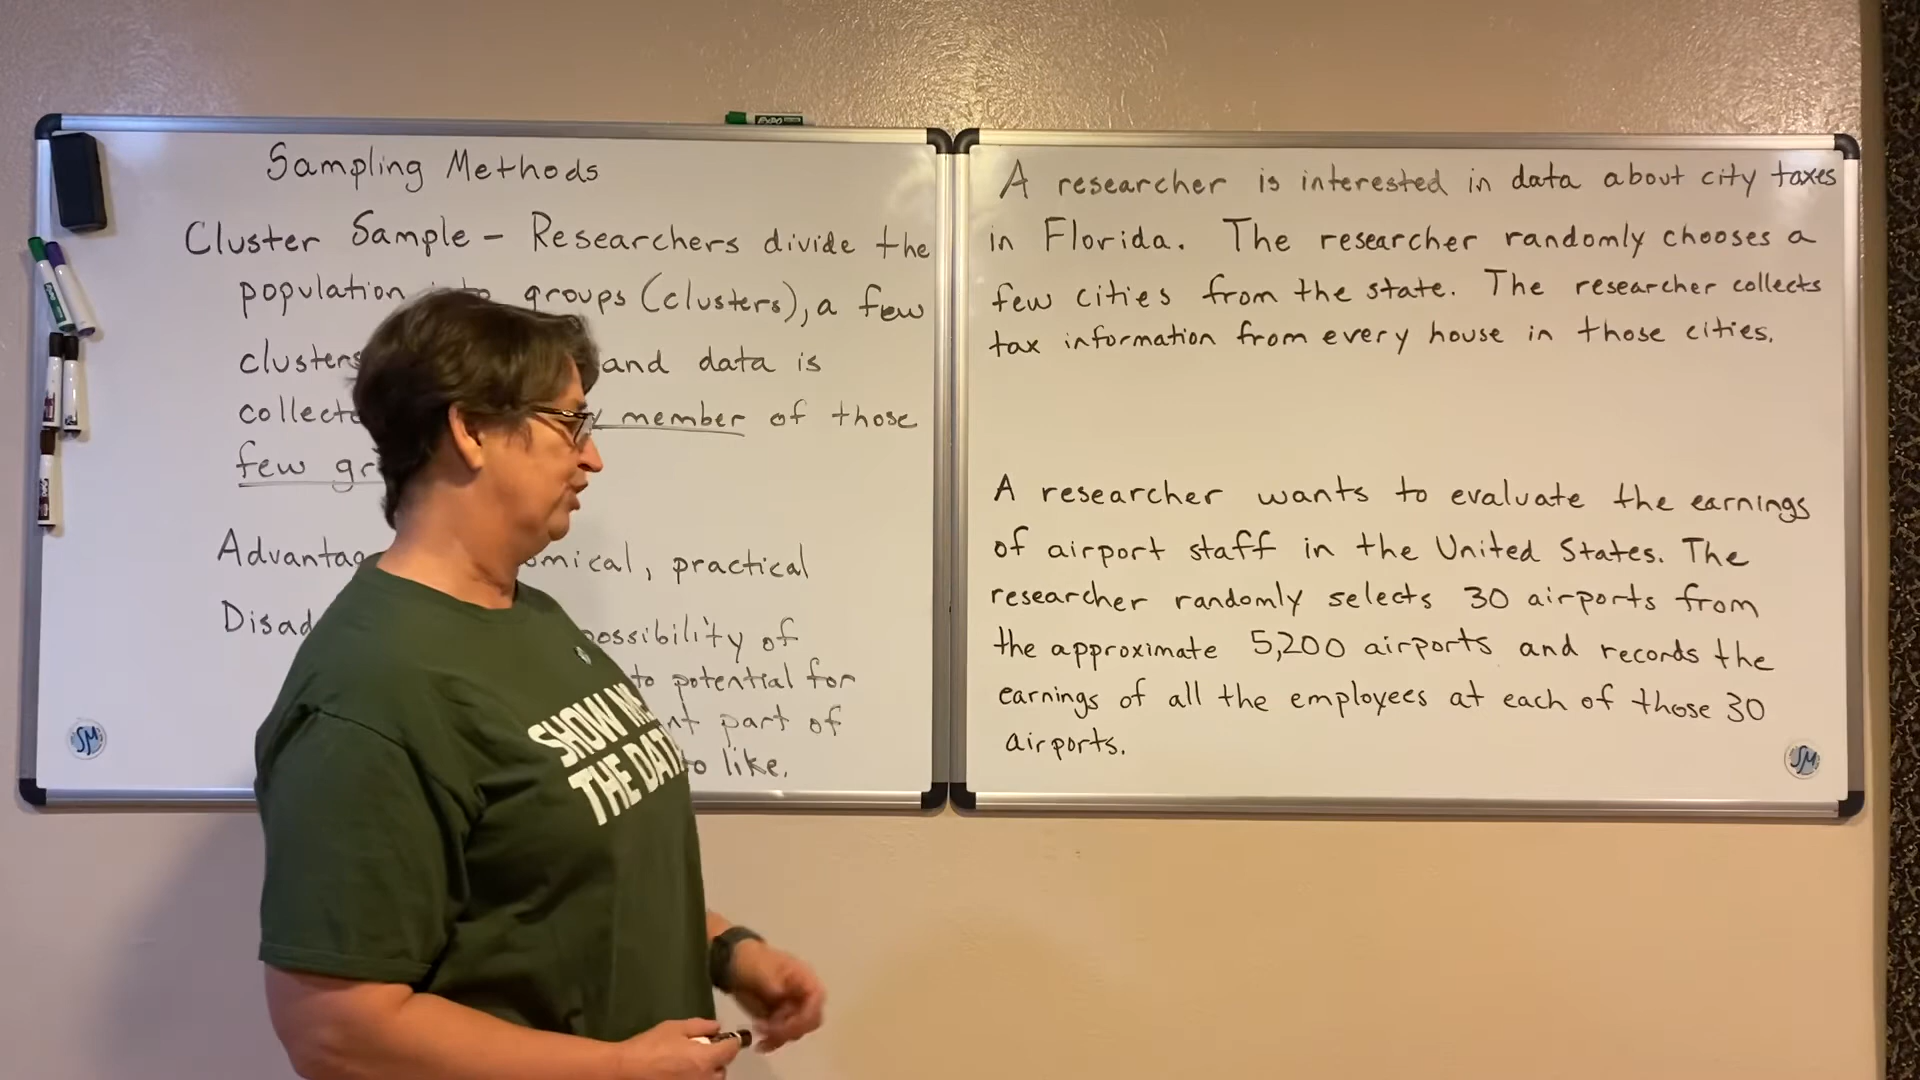 EXPO
Sampling Methods
Cluster Sample - Researchers divide the
population groups (clusters), a few
clusters and data is
member of those
few
practical
possibility of
to potential for
part of
to like.
SM
SHOW ME
THE DATA
A researcher is interested in data about city taxes
in Florida. The researcher randomly chooses a
few cities from the state. The researcher collects
tax information from every house in those cities.
A researcher wants to evaluate the earnings
of airport staff in the United States. The
researcher randomly selects 30 airports from
the approximate 5,200 airports and records the
earnings of all the employees at each of those 30
airports.
SM